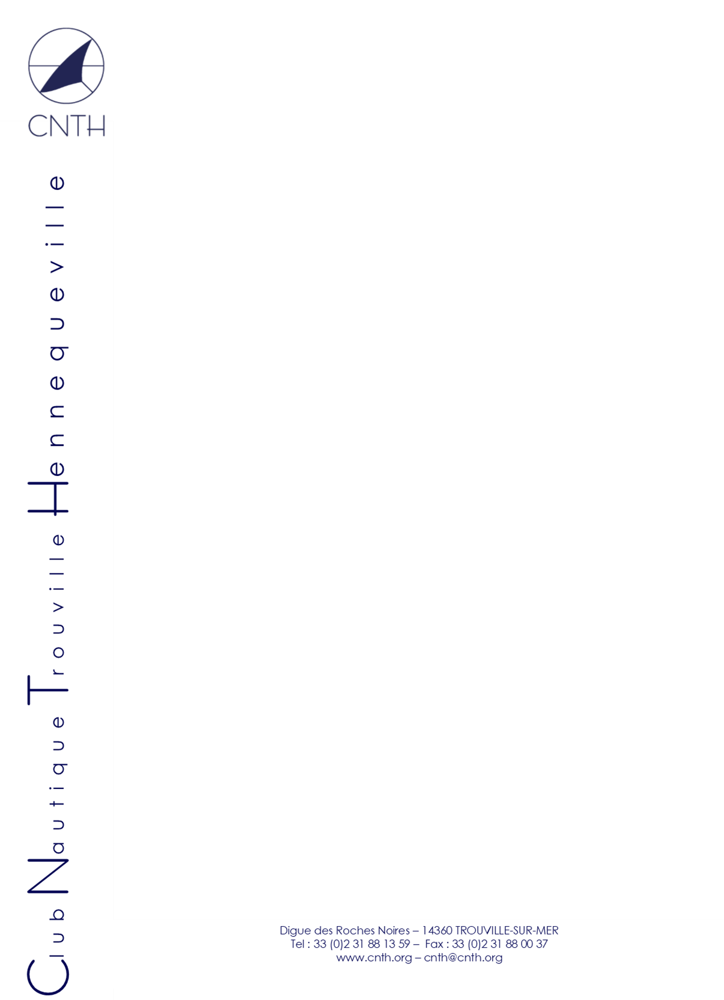 CNTH
Club Nautique Trouville Hennequeville
Digue des Roches Noires – 14360 TROUVILLE-SUR-MER
Tel : 33 (0)2 31 88 13 59 – Fax : 33 (0)2 31 88 00 37
www.cnth.org – cnth@cnth.org